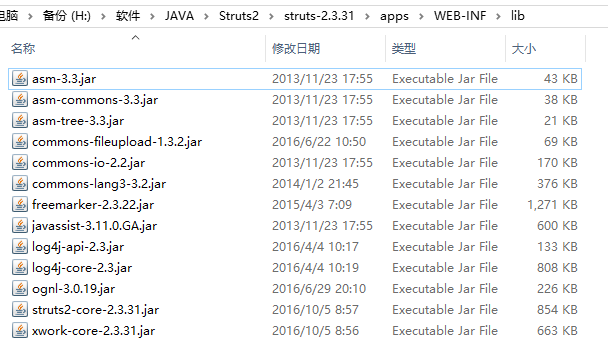 电脑 > 备份 (H:) > 软件 > JAVA > Struts2 > struts-2.3.31 > apps > WEB-INF > lib
名称 修改日期 类型 大小
asm-3.3.jar 2013/11/23 17:55 Executable Jar File 43 KB
asm-commons-3.3.jar 2013/11/23 17:55 Executable Jar File 38 KB
asm-tree-3.3.jar 2013/11/23 17:55 Executable Jar File 21 KB
commons-fileupload-1.3.2.jar 2016/6/22 10:50 Executable Jar File 69 KB
commons-io-2.2.jar 2013/11/23 17:55 Executable Jar File 170 KB
commons-lang3-3.2.jar 2014/1/2 21:45 Executable Jar File 376 KB
freemarker-2.3.22.jar 2015/4/3 7:09 Executable Jar File 1,271 KB
javassist-3.11.0.GA.jar 2013/11/23 17:55 Executable Jar File 600 KB
log4j-api-2.3.jar 2016/4/4 10:17 Executable Jar File 133 KB
log4j-core-2.3.jar 2016/4/4 10:19 Executable Jar File 808 KB
ognl-3.0.19.jar 2016/6/29 20:10 Executable Jar File 226 KB
struts2-core-2.3.31.jar 2016/10/5 8:57 Executable Jar File 854 KB
xwork-core-2.3.31.jar 2016/10/5 8:56 Executable Jar File 663 KB